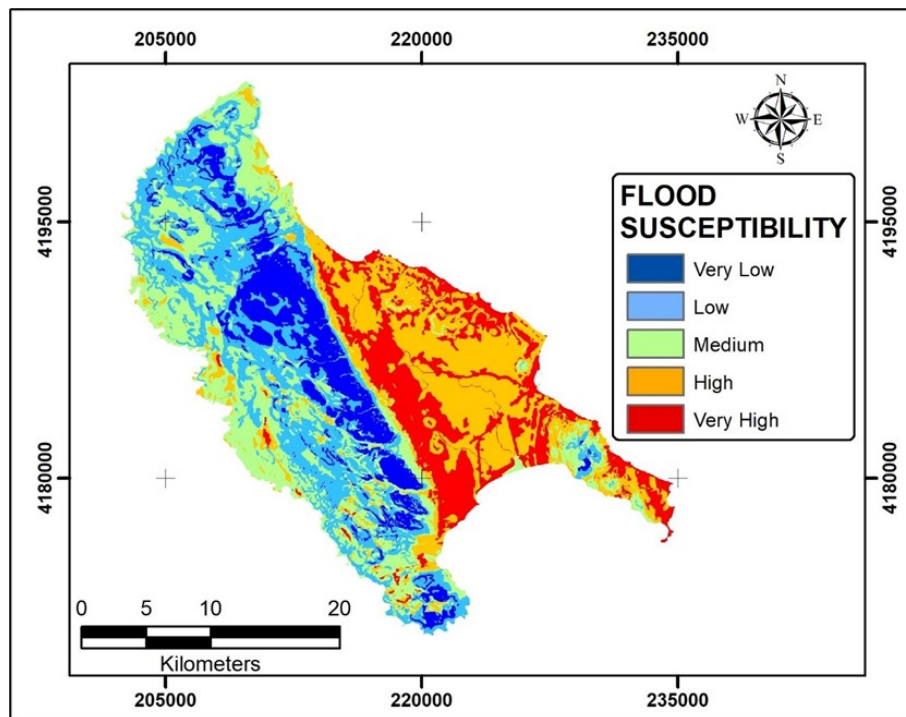 205000 220000 235000
N
W E
S
FLOOD
SUSCEPTIBILITY
Very Low
Low
Medium
High
Very High
4195000 4195000
4180000 4180000
0 5 10 20
Kilometers
205000 220000 235000